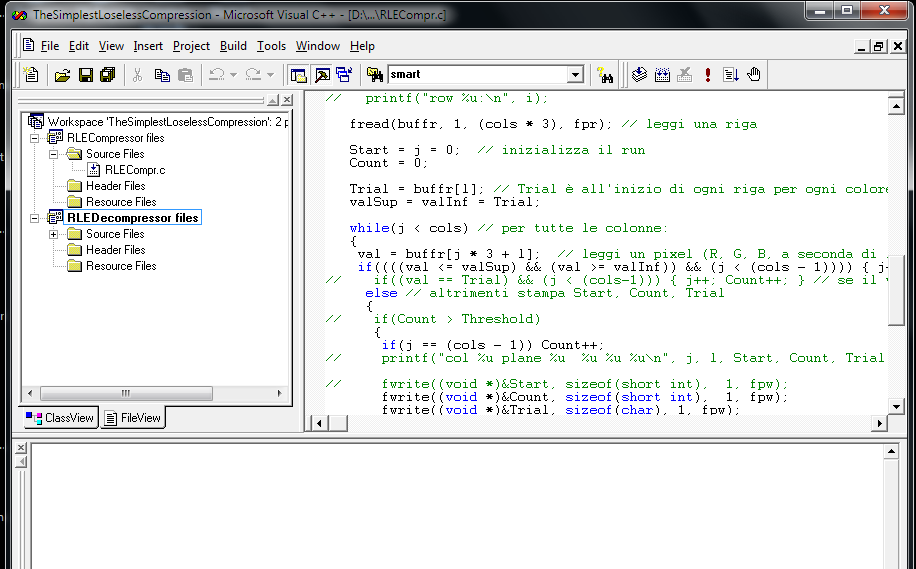 TheSimplestLoselessCompression - Microsoft Visual C++ - [D:\...\RLECompr.c]
File Edit View Insert Project Build Tools Window Help
smart
Workspace 'TheSimplestLoselessCompression': 2 p
RLECompressor files
Source Files
RLECompr.c
Header Files
Resource Files
RLEDecompressor files
Source Files
Header Files
Resource Files
ClassView FileView
// printf("row %u:\n", i);
fread(buffr, 1, (cols * 3), fpr); // leggi una riga
Start = j = 0; // inizializza il run
Count = 0;
Trial = buffr[l]; // Trial è all'inizio di ogni riga per ogni colore
valSup = valInf = Trial;
while(j < cols) // per tutte le colonne:
{
val = buffr[j * 3 + l]; // leggi un pixel (R, G, B, a seconda di
if((((val <= valSup) && (val >= valInf)) && (j < (cols - 1)))) { j+
// if((val == Trial) && (j < (cols-1))) { j++; Count++; } // se il v
else // altrimenti stampa Start, Count, Trial
{
// if(Count > Threshold)
{
if(j == (cols - 1)) Count++;
// printf("col %u plane %u %u %u %u\n", j, l, Start, Count, Trial
// fwrite((void *)&Start, sizeof(short int), 1, fpw);
fwrite((void *)&Count, sizeof(short int), 1, fpw);
fwrite((void *)&Trial, sizeof(char), 1, fpw);